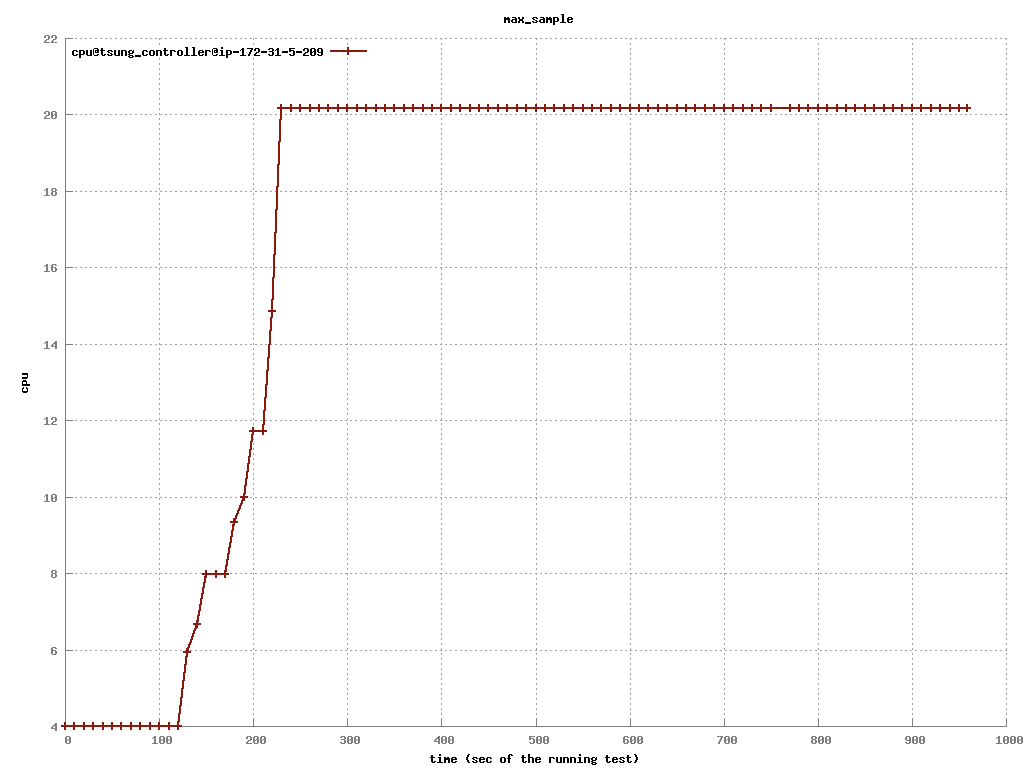 max_sample
cpu@tsung_controller@ip-172-31-5-209
22
20
18
16
14
12
10
8
6
4
cpu
0 100 200 300 400 500 600 700 800 900 1000
time (sec of the running test)